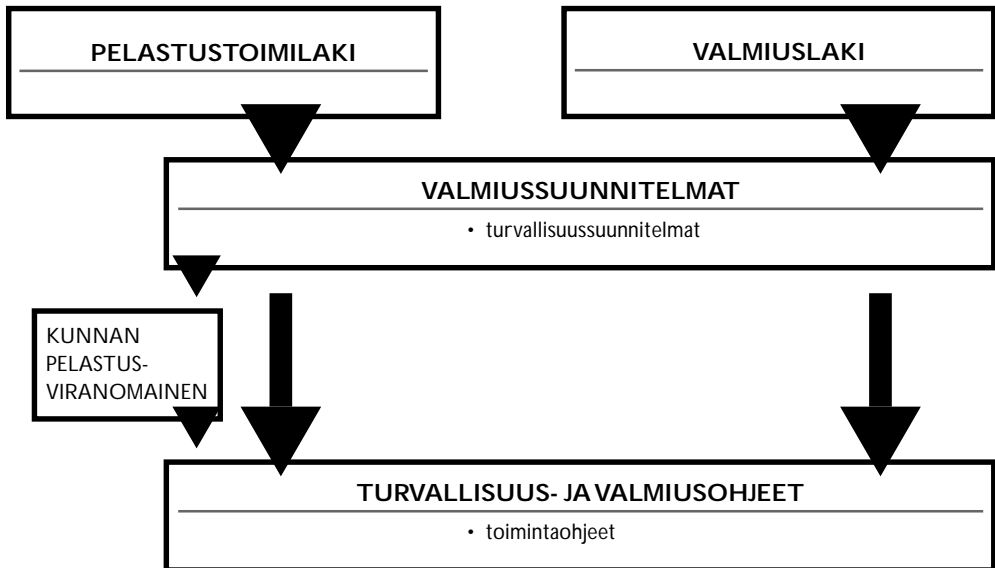 PELASTUSTOIMILAKI
VALMIUSLAKI
VALMIUSSUUNNITELMAT
• turvallisuussuunnitelmat
KUNNAN
PELASTUS-
VIRANOMAINEN
TURVALLISUUS- JA VALMIUSOHJEET
• toimintaohjeet